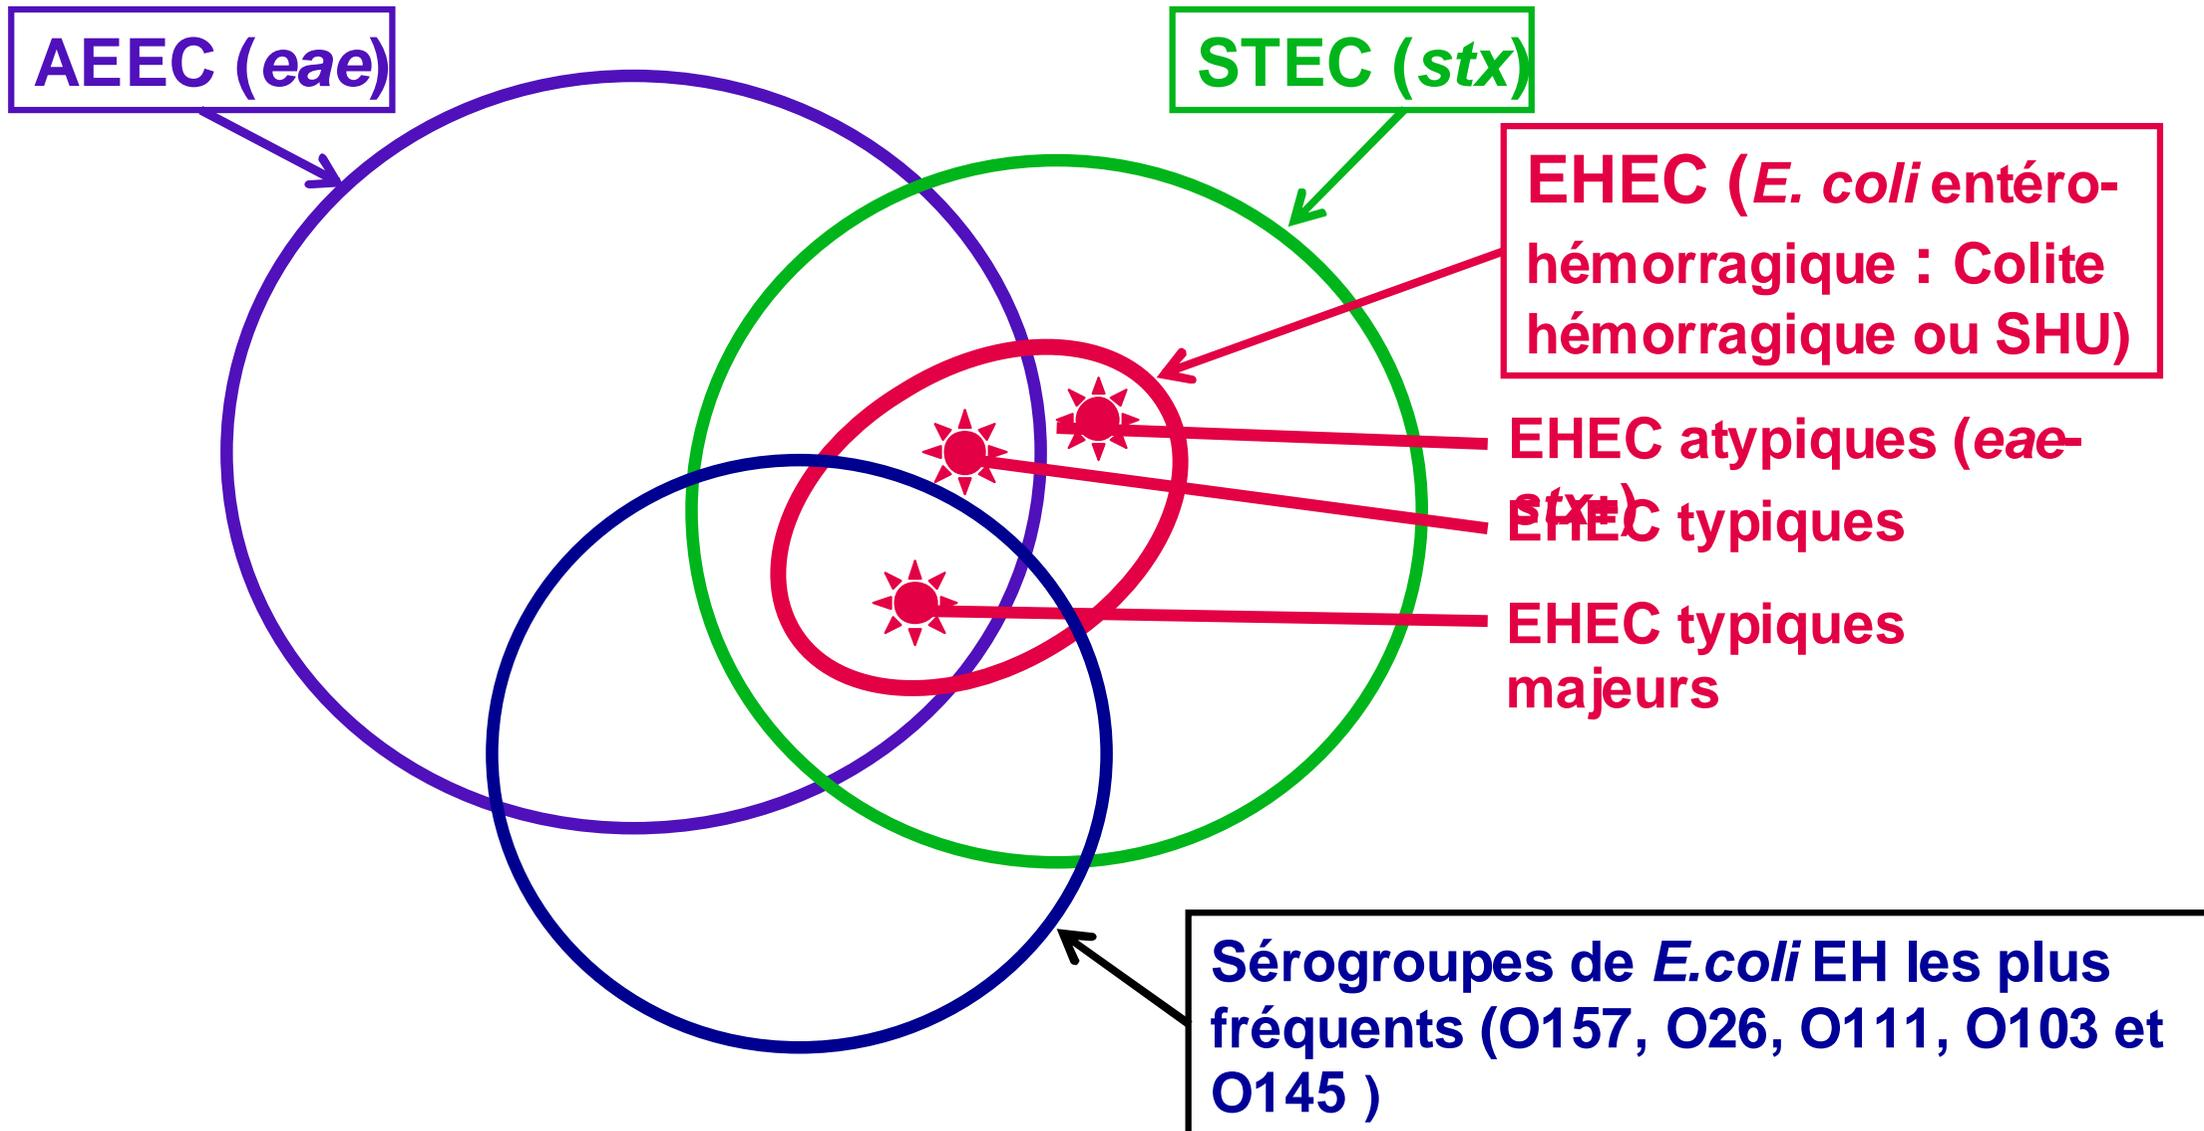 AEEC (eae)
STEC (stx)
EHEC (E. coli entéro-
hémorragique : Colite
hémorragique ou SHU)
EHEC atypiques (eae-
stx+)
EHEC typiques
EHEC typiques
majeurs
Sérogroupes de E.coli EH les plus
fréquents (O157, O26, O111, O103 et
O145 )